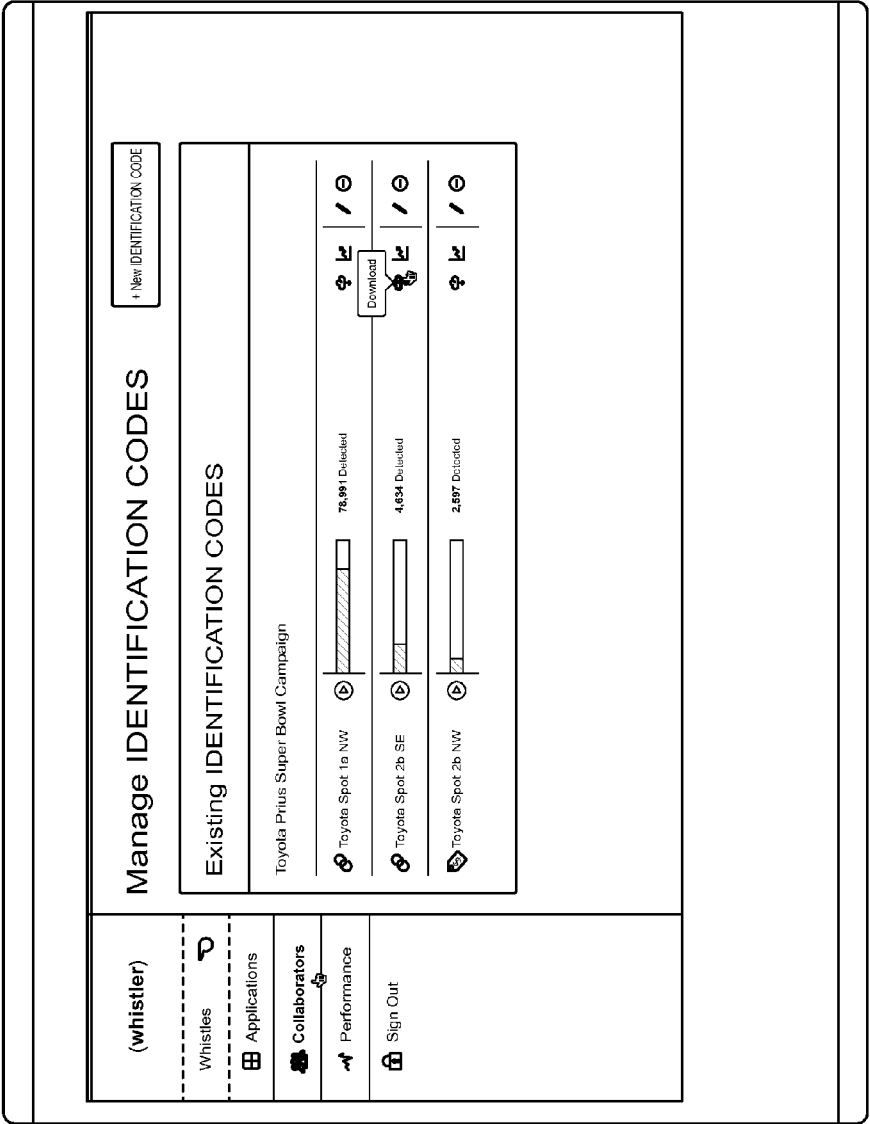 (whistler)
Whistles
Applications
Collaborators
Performance
Sign Out
Manage IDENTIFICATION CODES
+ New IDENTIFICATION CODE
Existing IDENTIFICATION CODES
Toyota Prius Super Bowl Campaign
Toyota Spot 1a NW 78,991 Detected
Download
Toyota Spot 2b SE 4,634 Detected
$ Toyota Spot 2b NW 2,597 Detected